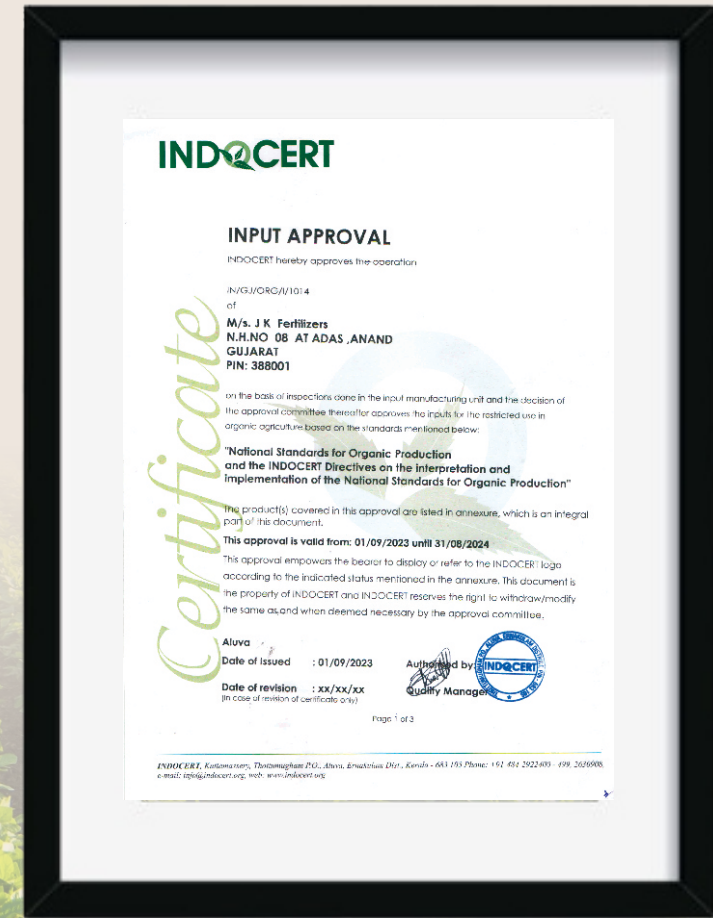 INDOCERT
INPUT APPROVAL
INDOCERT hereby approves the operation
IN/GJ/ORG/I/1014
of
M/s. J K Fertilizers
N.H.NO 08 AT ADAS ,ANAND
GUJARAT
PIN: 388001
on the basis of inspections done in the input manufacturing unit and the decision of
the approval committee thereafter approves the inputs for the restricted use in
organic agriculture based on the standards mentioned below:
"National Standards for Organic Production
and the INDOCERT Directives on the interpretation and
implementation of the National Standards for Organic Production"
The product(s) covered in this approval are listed in annexure, which is an integral
part of this document.
This approval is valid from: 01/09/2023 until 31/08/2024
This approval empowers the bearer to display or refer to the INDOCERT logo
according to the indicated status mentioned in the annexure. This document is
the property of INDOCERT and INDOCERT reserves the right to withdraw/modify
the same as and when deemed necessary by the approval committee.
Certificate
Aluva
Date of Issued : 01/09/2023
Authorised by:
INDOCERT
Date of revision : xx/xx/xx
Quality Manager
(In case of revision of certificate only)
Page 1 of 3
INDOCERT, Thottumugham P.O., Aluva, Ernakulam Dist., Kerala - 683 105 Phone: +91 484
e-mail: info@indocert.org, web: www.indocert.org